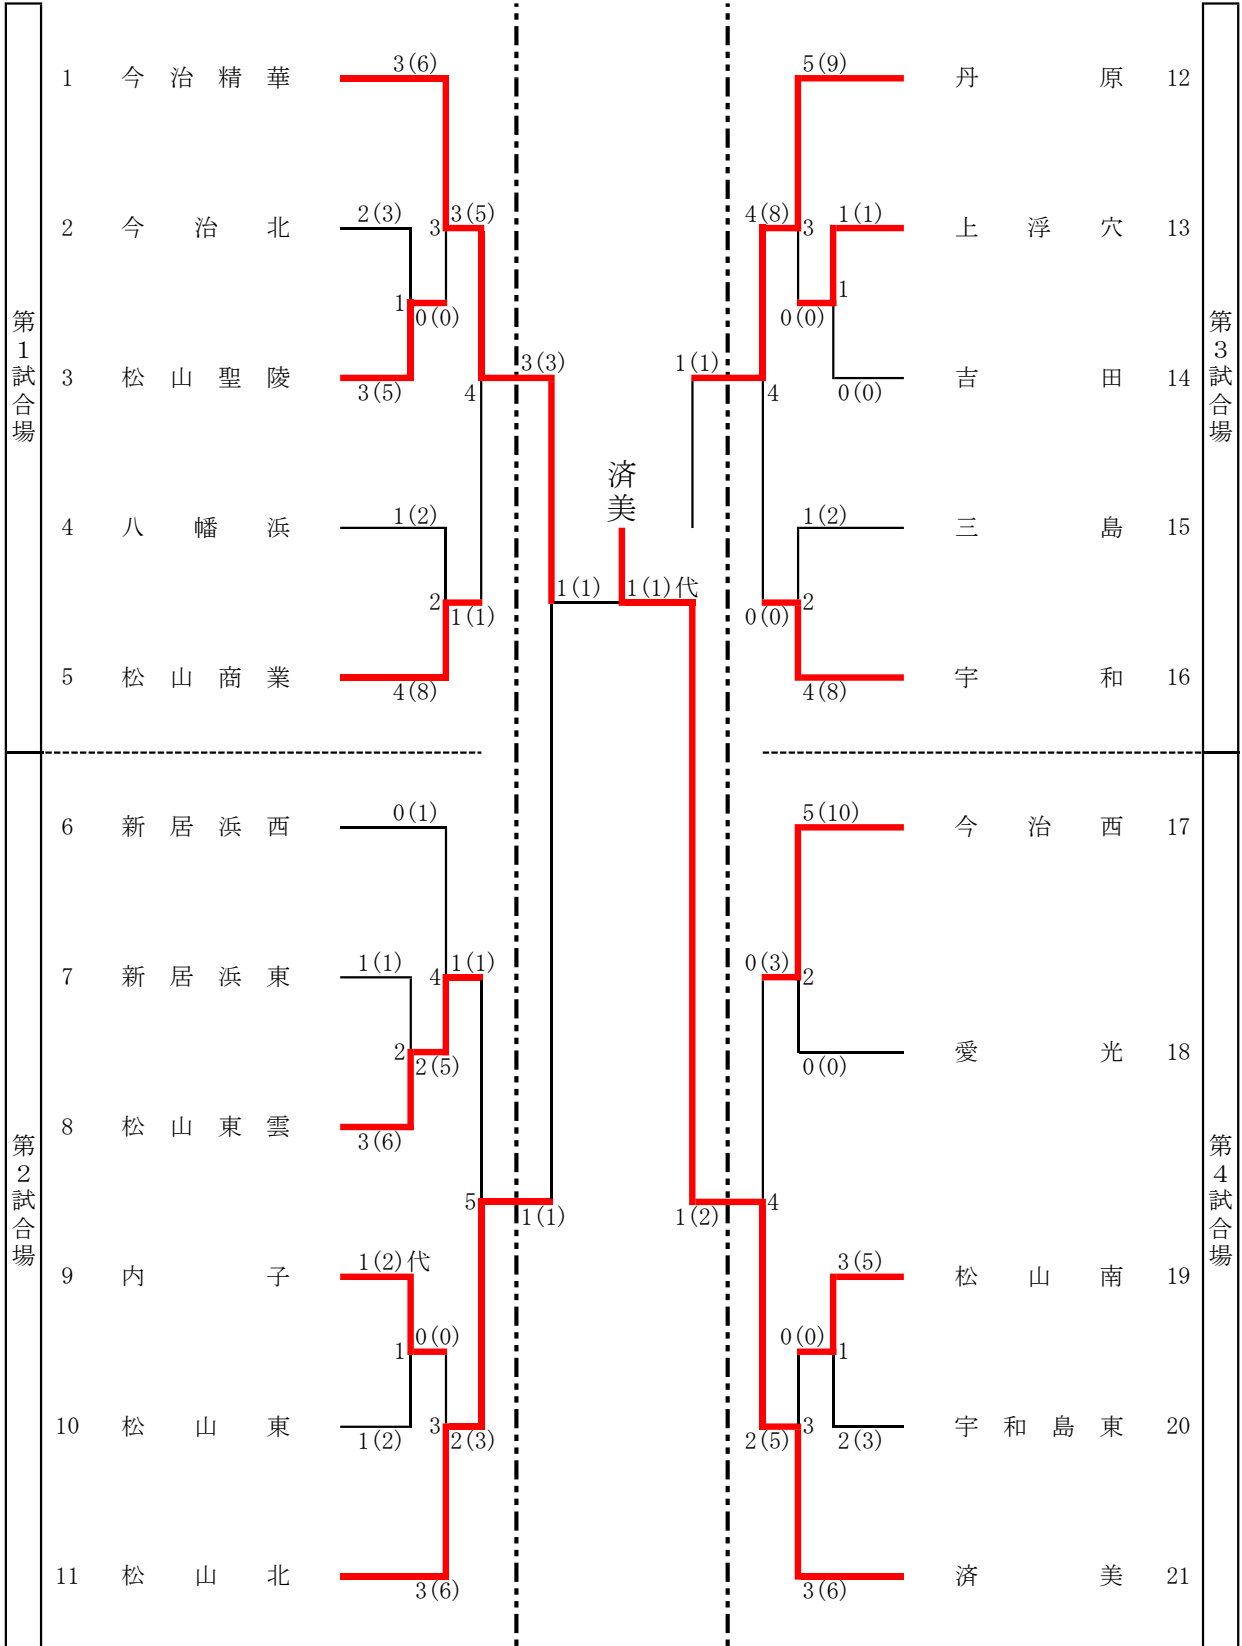 第1試合場
1 今治精華
3(6)
2 今治北
2(3)
3
3(5)
1
0(0)
3 松山聖陵
3(5)
4
3(3)
4 八幡浜
1(2)
2
1(1)
5 松山商業
4(8)
第2試合場
6 新居浜西
0(1)
7 新居浜東
1(1)
4
1(1)
2
2(5)
8 松山東雲
3(6)
5
1(1)
9 内子
1(2)代
1
0(0)
10 松山東
1(2)
3
2(3)
11 松山北
3(6)
済美
1(1)
1(1)代
第3試合場
5(9)
丹原 12
4(8)
3
1(1)
上浮穴 13
0(0)
1
1(1)
4
0(0)
吉田 14
1(2)
三島 15
0(0)
2
4(8)
宇和 16
第4試合場
5(10)
今治西 17
0(3)
2
0(0)
愛光 18
1(2)
4
3(5)
松山南 19
0(0)
1
2(5)
3
2(3)
宇和島東 20
3(6)
済美 21